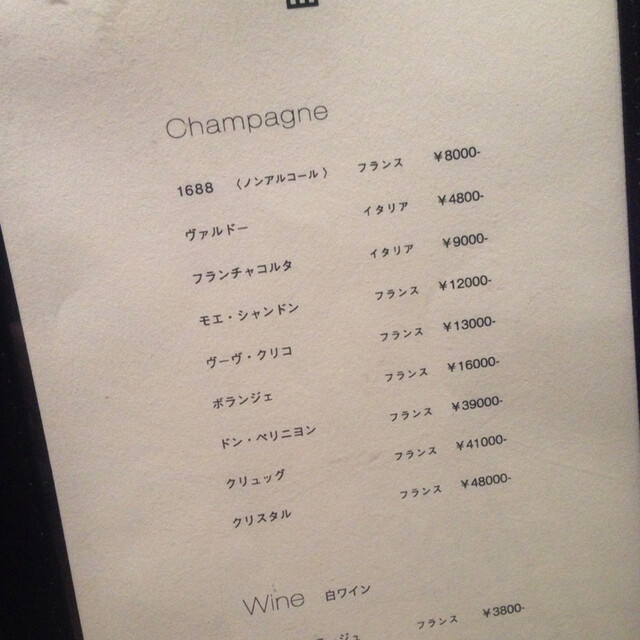 Champagne
1688 〈ノンアルコール〉 フランス ￥8000-
ヴァルドー イタリア ￥4800-
フランチャコルタ イタリア ￥9000-
モエ・シャンドン フランス ￥12000-
ヴーヴ・クリコ フランス ￥13000-
ボランジェ フランス ￥16000-
ドン・ペリニヨン フランス ￥39000-
クリュッグ フランス ￥41000-
クリスタル フランス ￥48000-
Wine 白ワイン
フランス ￥3800-